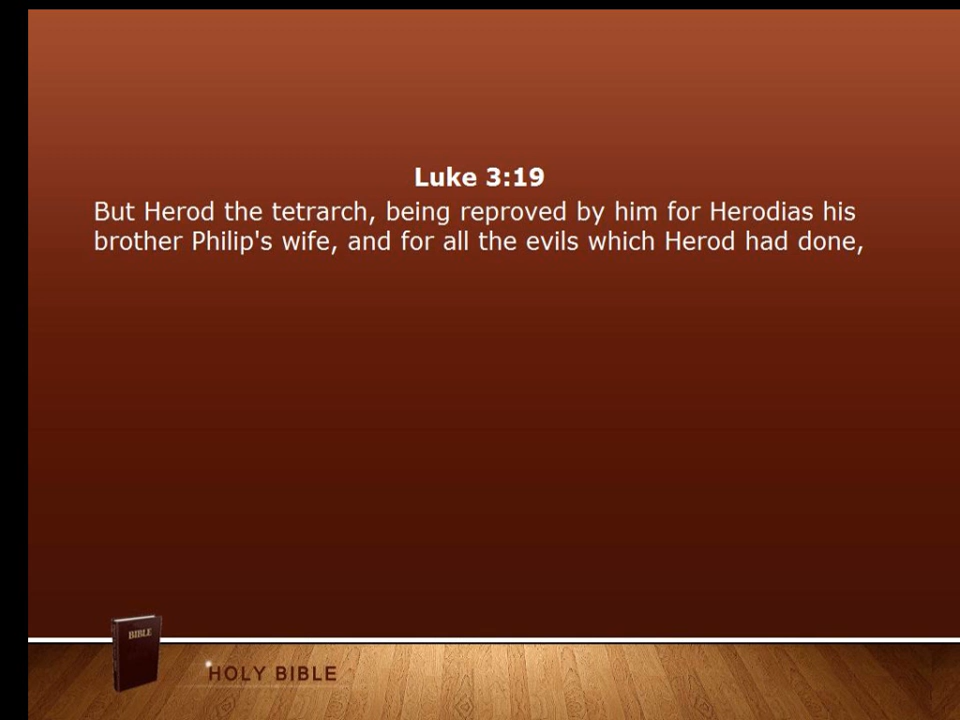 Luke 3:19
But Herod the tetrarch, being reproved by him for Herodias his
brother Philip's wife, and for all the evils which Herod had done,
BIBLE
HOLY BIBLE